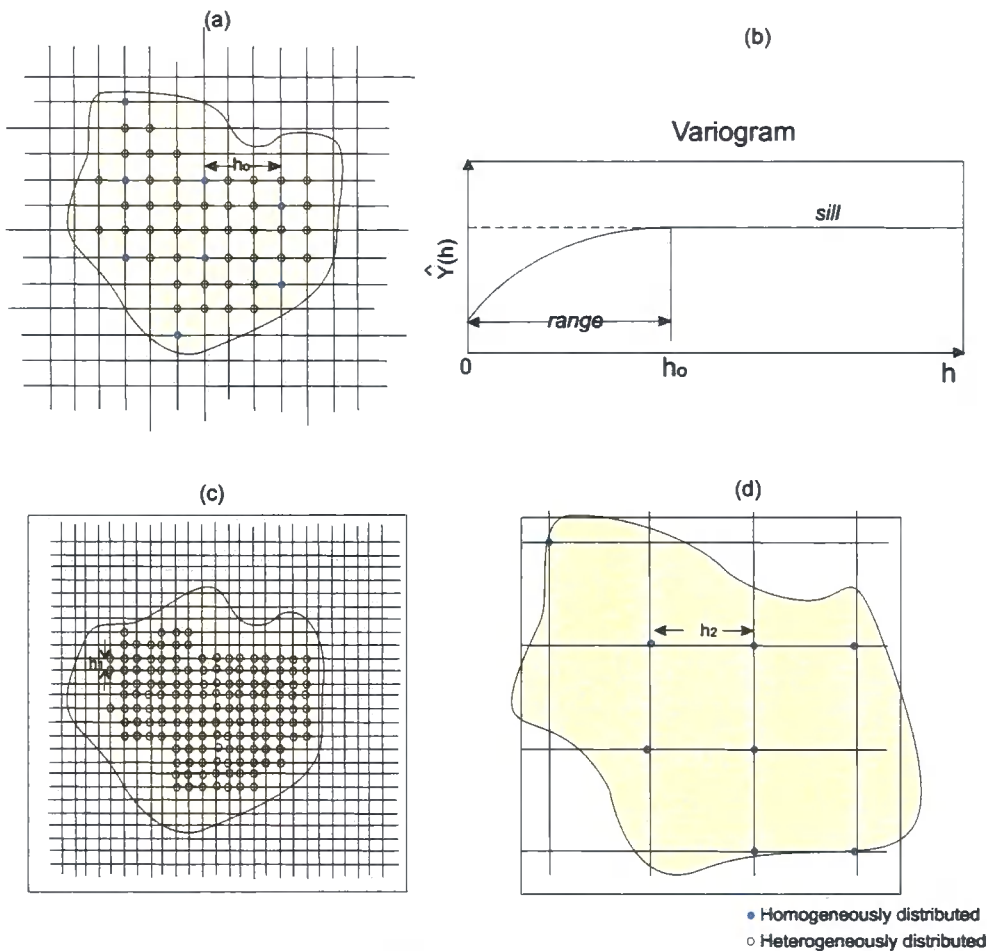 (a)
h₀
(b)
Variogram
sill
Ŷ(h)
range
0
h₀
h
(c)
h₁
(d)
h₂
Homogeneously distributed
Heterogeneously distributed